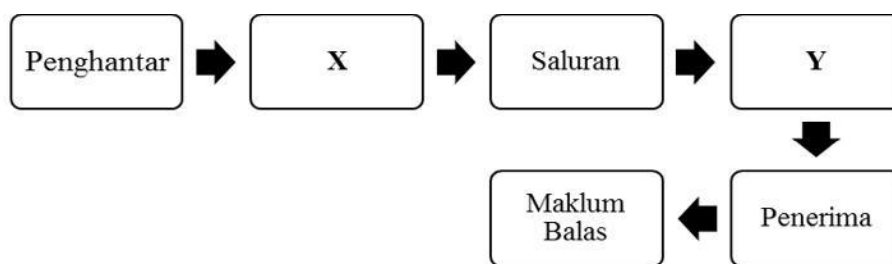 Penghantar
X
Saluran
Y
Penerima
Maklum
Balas